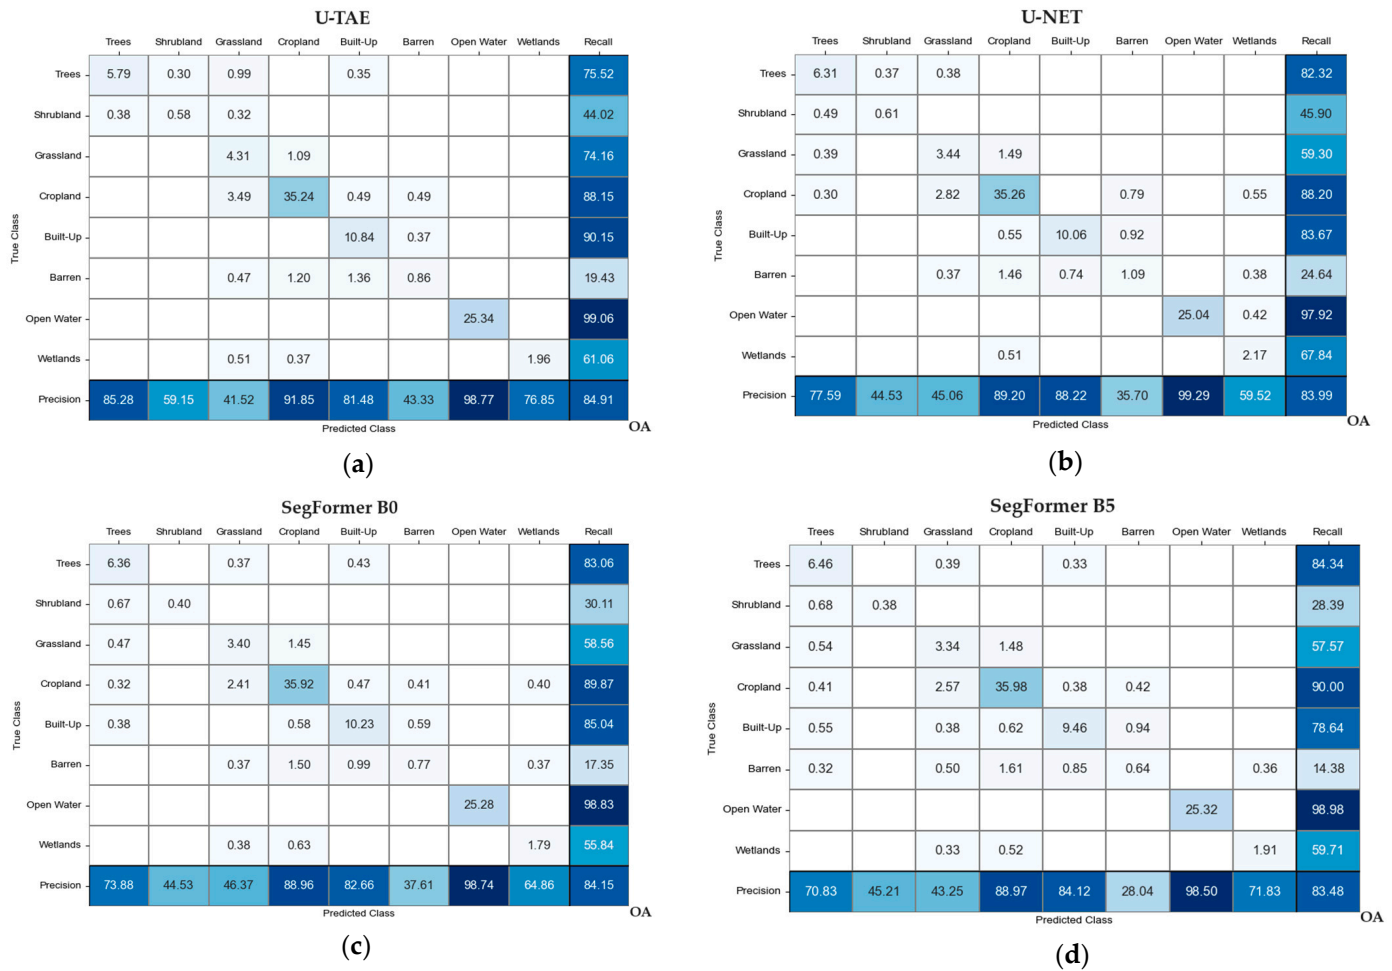 U-TAE
Trees Shrubland Grassland Cropland Built-Up Barren Open Water Wetlands Recall
Trees 5.79 0.30 0.99 0.35 75.52
Shrubland 0.38 0.58 0.32 44.02
Grassland 4.31 1.09 74.16
Cropland 3.49 35.24 0.49 0.49 88.15
Built-Up 10.84 0.37 90.15
Barren 0.47 1.20 1.36 0.86 19.43
Open Water 25.34 99.06
Wetlands 0.51 0.37 1.96 61.06
Precision 85.28 59.15 41.52 91.85 81.48 43.33 98.77 76.85 84.91
True Class
Predicted Class
OA
(a)
U-NET
Trees Shrubland Grassland Cropland Built-Up Barren Open Water Wetlands Recall
Trees 6.31 0.37 0.38 82.32
Shrubland 0.49 0.61 45.90
Grassland 0.39 3.44 1.49 59.30
Cropland 0.30 2.82 35.26 0.79 0.55 88.20
Built-Up 0.55 10.06 0.92 83.67
Barren 0.37 1.46 0.74 1.09 0.38 24.64
Open Water 25.04 0.42 97.92
Wetlands 0.51 2.17 67.84
Precision 77.59 44.53 45.06 89.20 88.22 35.70 99.29 59.52 83.99
True Class
Predicted Class
OA
(b)
SegFormer B0
Trees Shrubland Grassland Cropland Built-Up Barren Open Water Wetlands Recall
Trees 6.36 0.37 0.43 83.06
Shrubland 0.67 0.40 30.11
Grassland 0.47 3.40 1.45 58.56
Cropland 0.32 2.41 35.92 0.47 0.41 0.40 89.87
Built-Up 0.38 0.58 10.23 0.59 85.04
Barren 0.37 1.50 0.99 0.77 0.37 17.35
Open Water 25.28 98.83
Wetlands 0.38 0.63 1.79 55.84
Precision 73.88 44.53 46.37 88.96 82.66 37.61 98.74 64.86 84.15
True Class
Predicted Class
OA
(c)
SegFormer B5
Trees Shrubland Grassland Cropland Built-Up Barren Open Water Wetlands Recall
Trees 6.46 0.39 0.33 84.34
Shrubland 0.68 0.38 28.39
Grassland 0.54 3.34 1.48 57.57
Cropland 0.41 2.57 35.98 0.38 0.42 90.00
Built-Up 0.55 0.38 0.62 9.46 0.94 78.64
Barren 0.32 0.50 1.61 0.85 0.64 0.36 14.38
Open Water 25.32 98.98
Wetlands 0.33 0.52 1.91 59.71
Precision 70.83 45.21 43.25 88.97 84.12 28.04 98.50 71.83 83.48
True Class
Predicted Class
OA
(d)